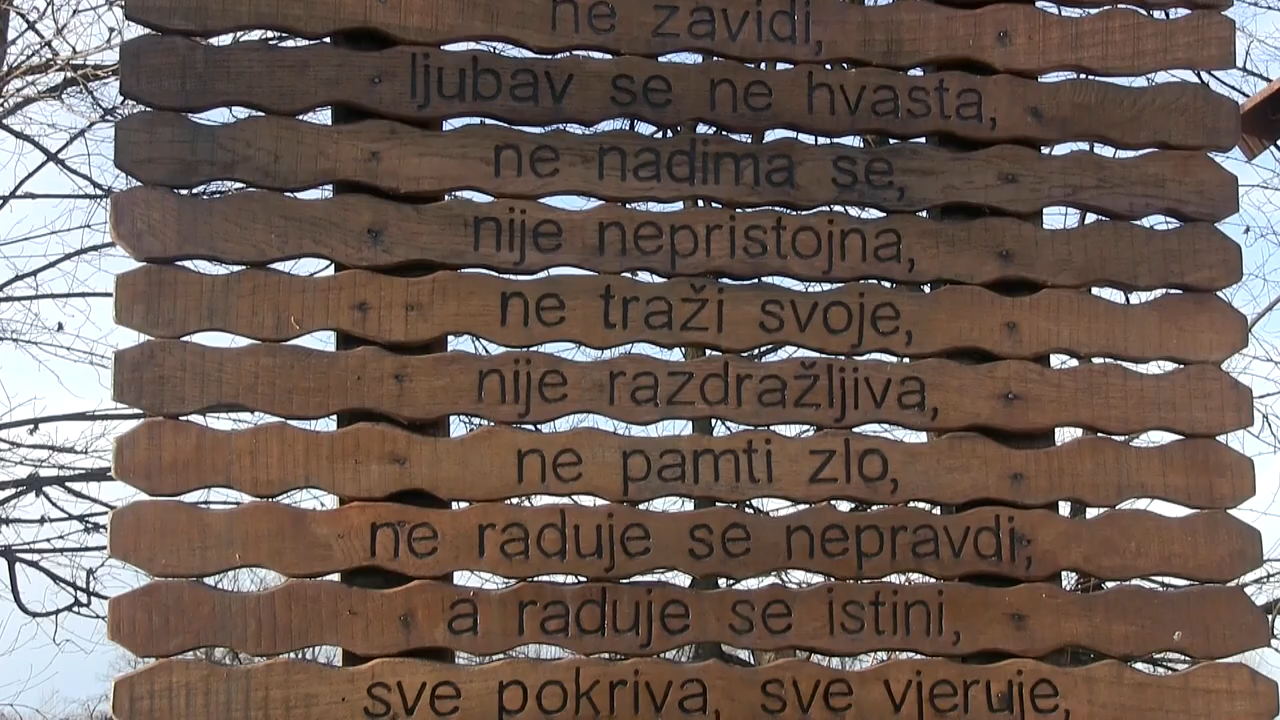 ne zavidi,
ljubav se ne hvasta,
ne nadima se,
nije nepristojna,
ne traži svoje,
nije razdražljiva,
ne pamti zlo,
ne raduje se nepravdi,
a raduje se istini,
sve pokriva, sve vjeruje,